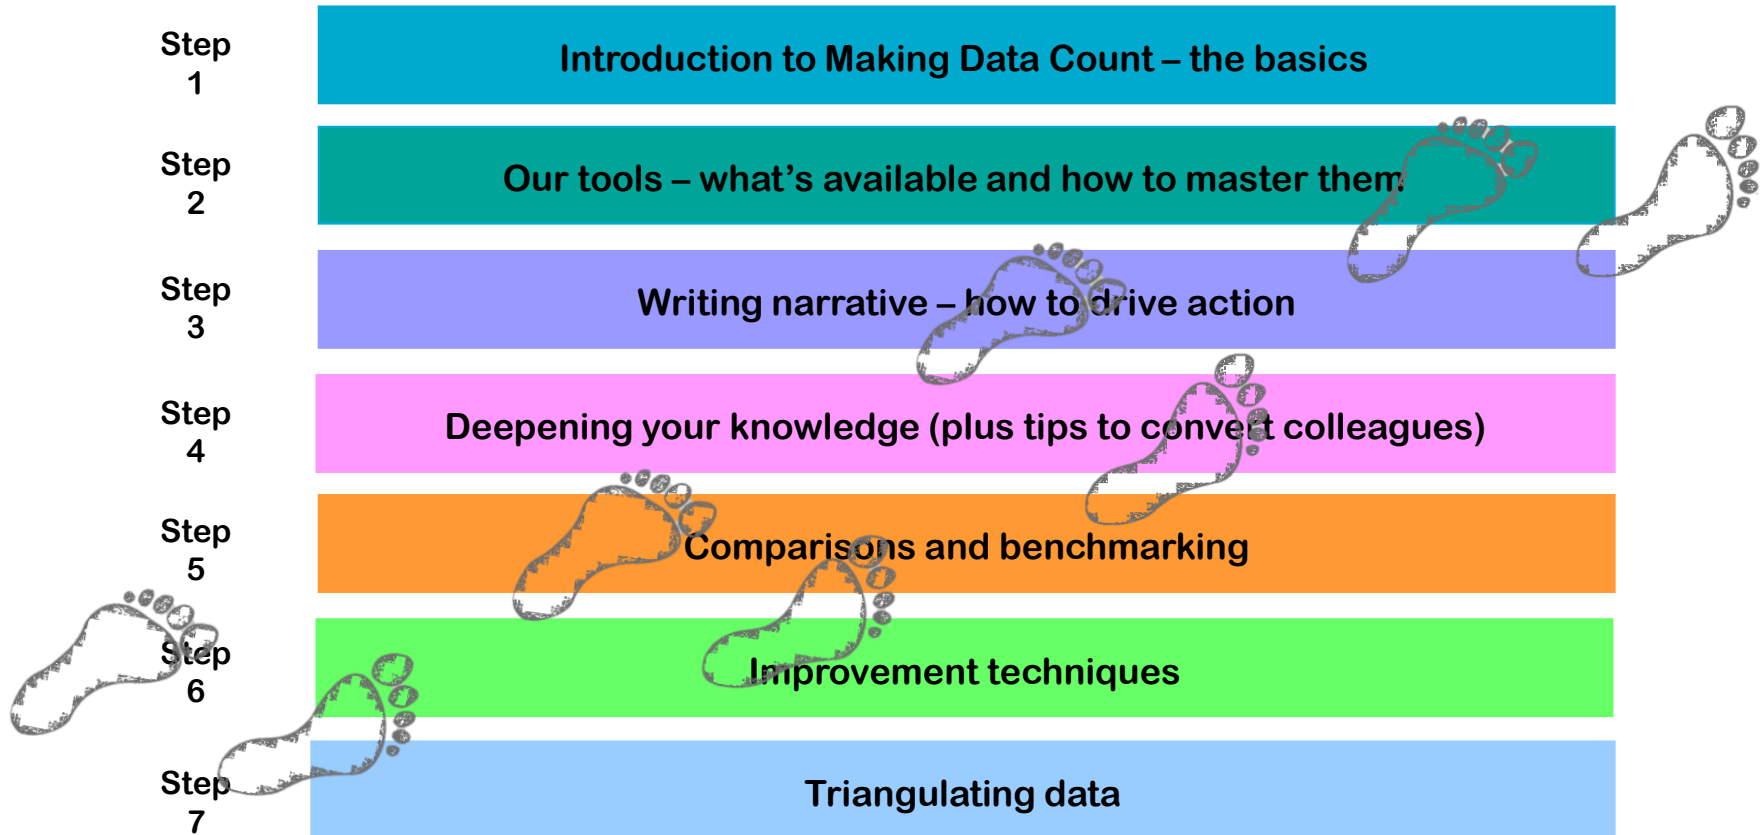 Step
1
Introduction to Making Data Count – the basics
Step
2
Our tools – what’s available and how to master them
Step
3
Writing narrative – how to drive action
Step
4
Deepening your knowledge (plus tips to convert colleagues)
Step
5
Comparisons and benchmarking
Step
6
Improvement techniques
Step
7
Triangulating data